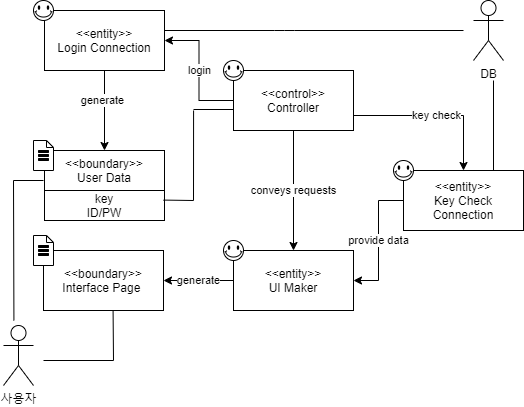 <<entity>>
Login Connection
DB
login
<<control>>
Controller
generate
key check
<<boundary>>
User Data
key
ID/PW
conveys requests
<<entity>>
Key Check
Connection
provide data
<<boundary>>
Interface Page
generate
<<entity>>
UI Maker
사용자